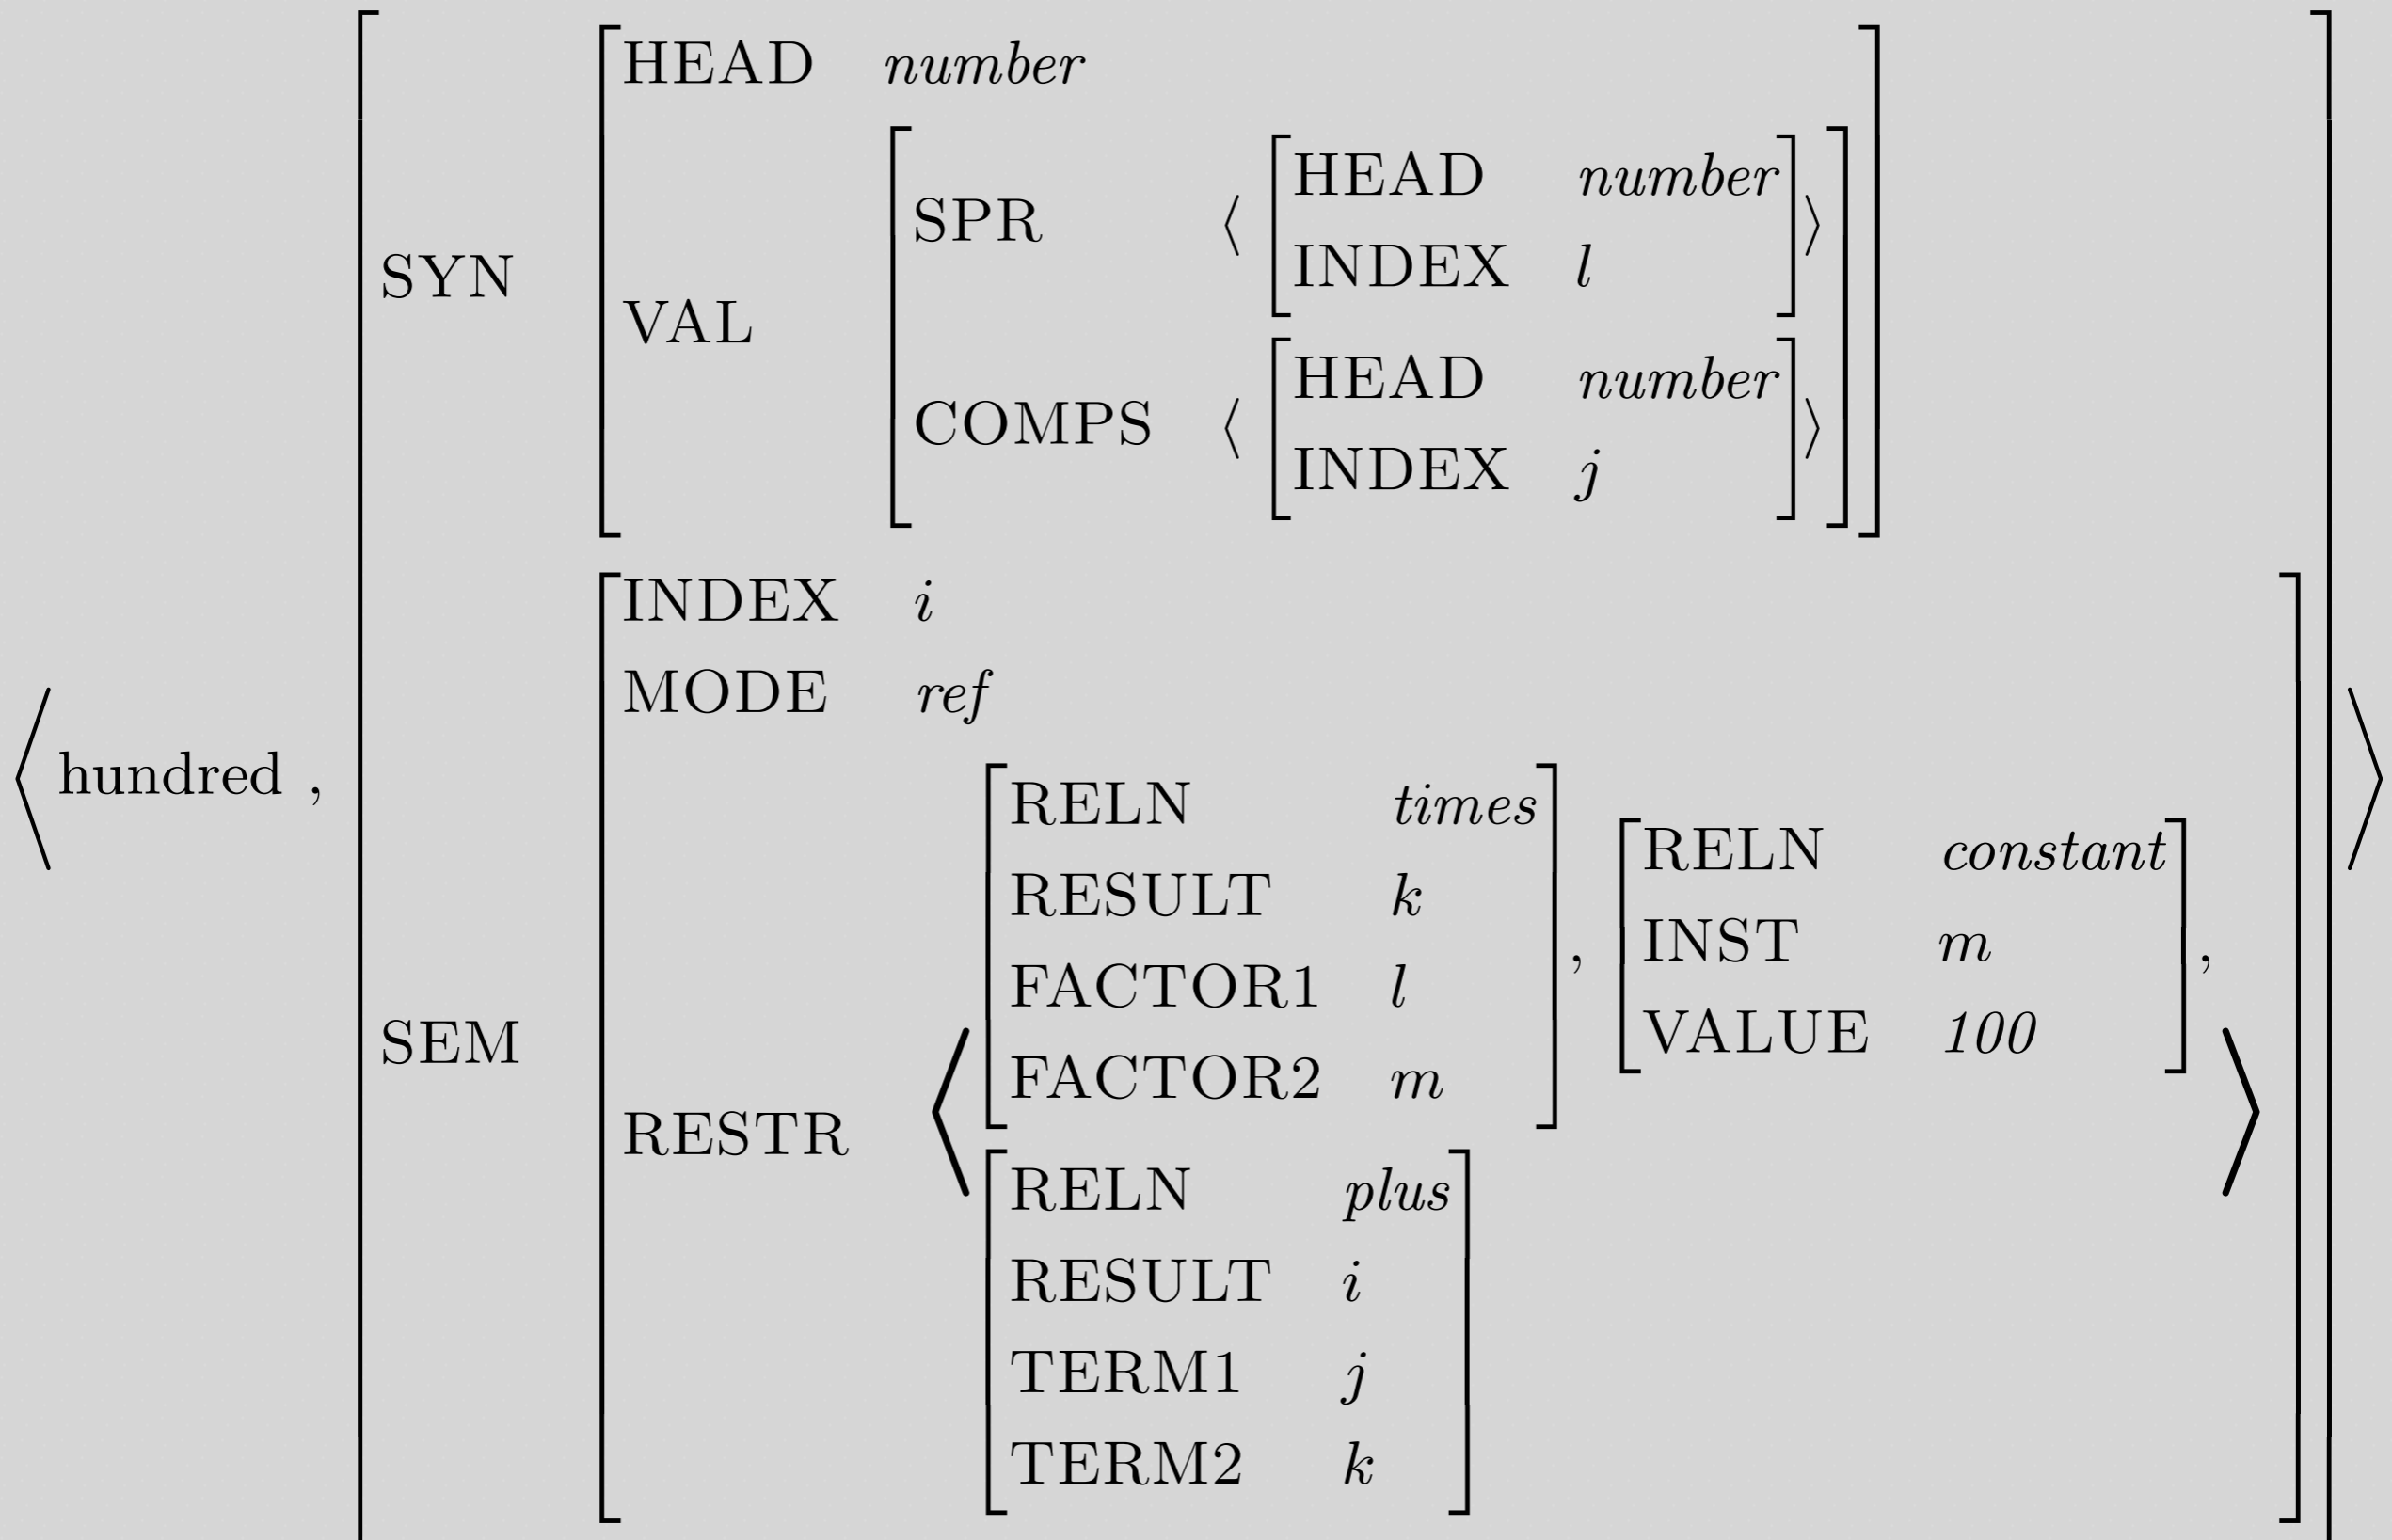 HEAD number
SPR ⟨ HEAD number
INDEX l ⟩
SYN
VAL
COMPS ⟨ HEAD number
INDEX j ⟩
INDEX i
MODE ref
⟨ hundred , ⟩
RELN times
RESULT k
FACTOR1 l
FACTOR2 m ,
RELN constant
INST m
VALUE 100 ,
SEM
RESTR ⟨ ⟩
RELN plus
RESULT i
TERM1 j
TERM2 k